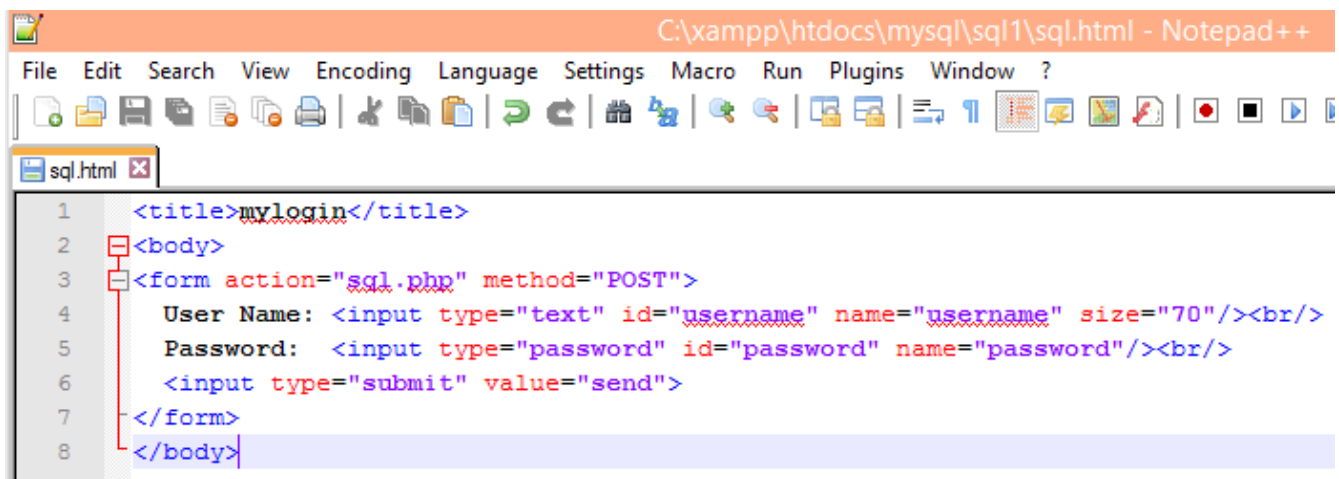 C:\xampp\htdocs\mysql\sql1\sql.html - Notepad++
File Edit Search View Encoding Language Settings Macro Run Plugins Window ?
sql.html
1 <title>mylogin</title>
2 <body>
3 <form action="sql.php" method="POST">
4 User Name: <input type="text" id="username" name="username" size="70"/><br/>
5 Password: <input type="password" id="password" name="password"/><br/>
6 <input type="submit" value="send">
7 </form>
8 </body>